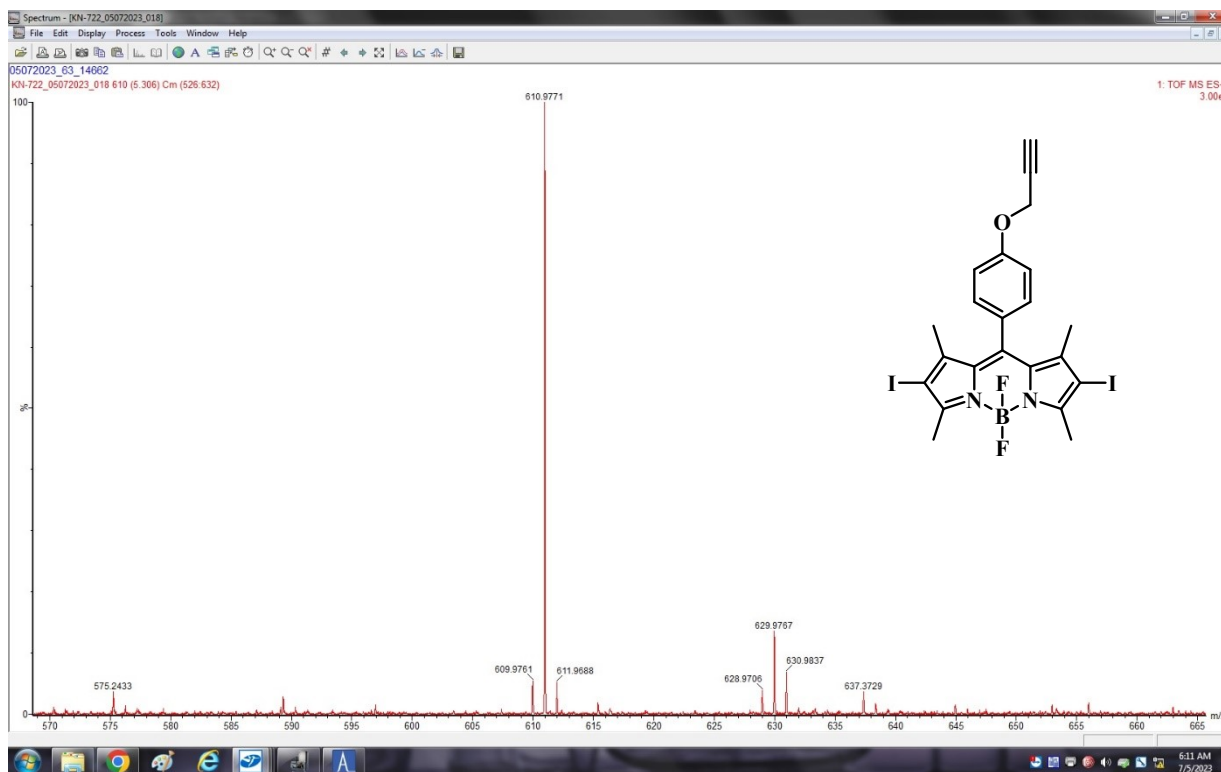 Spectrum - [KN-722_05072023_018]
File Edit Display Process Tools Window Help
05072023_63_14662
KN-722_05072023_018 610 (5.306) Cm (526:632)
1: TOF MS ES-
3.00e
100
610.9771
%
O
I
F
I
N
B
N
F
629.9767
609.9761
611.9688
628.9706
630.9837
575.2433
637.3729
0
570 575 580 585 590 595 600 605 610 615 620 625 630 635 640 645 650 655 660 665
m/
6:11 AM
7/5/2023